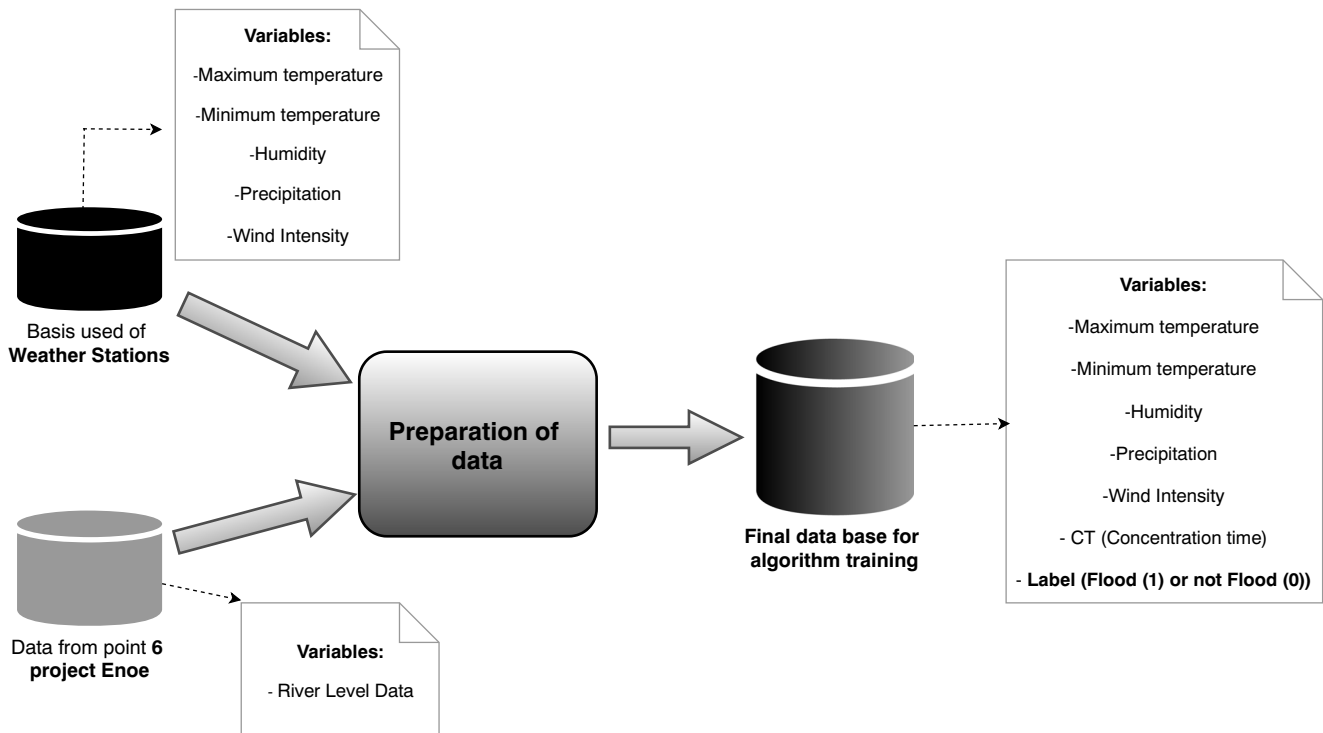 Variables:
-Maximum temperature
-Minimum temperature
-Humidity
-Precipitation
-Wind Intensity
Basis used of
Weather Stations
Preparation of
data
Data from point 6
project Enoe
Variables:
- River Level Data
Final data base for
algorithm training
Variables:
-Maximum temperature
-Minimum temperature
-Humidity
-Precipitation
-Wind Intensity
- CT (Concentration time)
- Label (Flood (1) or not Flood (0))